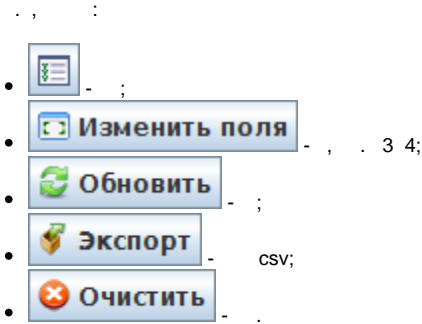 . , :
- ;
Изменить поля - , . 3 4;
Обновить - ;
Экспорт - csv;
Очистить - .